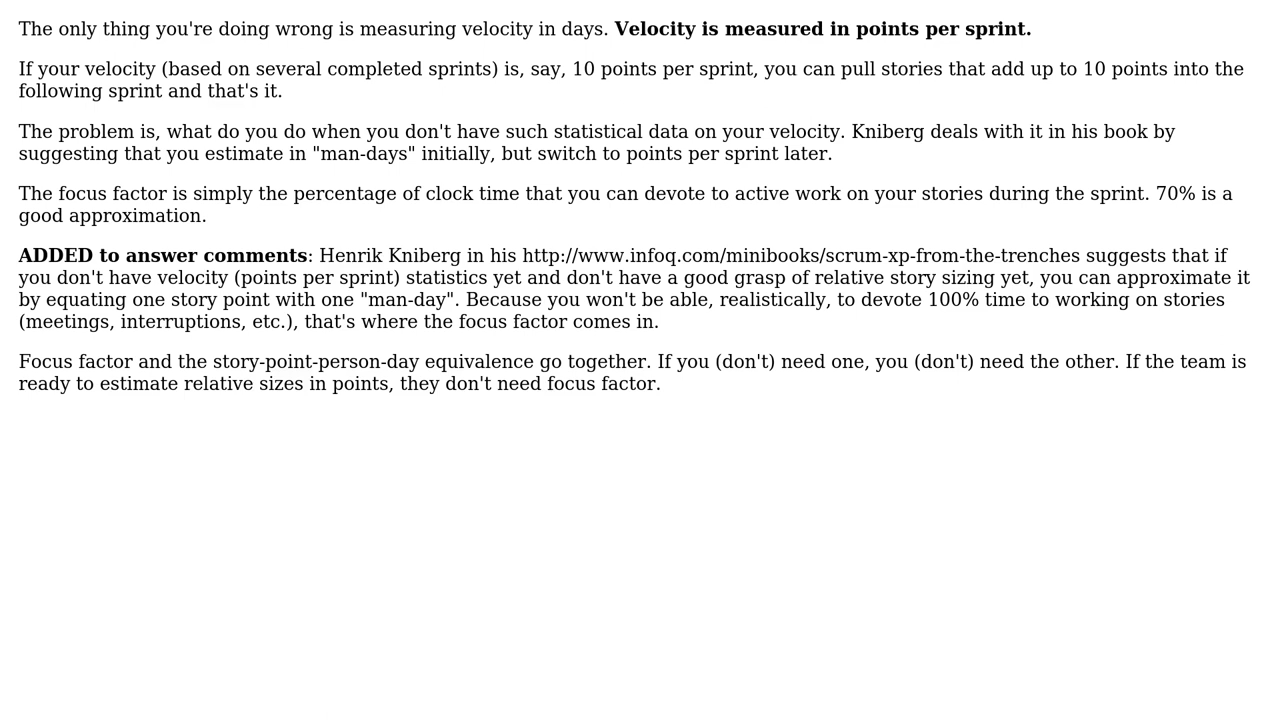 The only thing you're doing wrong is measuring velocity in days. Velocity is measured in points per sprint.
If your velocity (based on several completed sprints) is, say, 10 points per sprint, you can pull stories that add up to 10 points into the
following sprint and that's it.
The problem is, what do you do when you don't have such statistical data on your velocity. Kniberg deals with it in his book by
suggesting that you estimate in "man-days" initially, but switch to points per sprint later.
The focus factor is simply the percentage of clock time that you can devote to active work on your stories during the sprint. 70% is a
good approximation.
ADDED to answer comments: Henrik Kniberg in his http://www.infoq.com/minibooks/scrum-xp-from-the-trenches suggests that if
you don't have velocity (points per sprint) statistics yet and don't have a good grasp of relative story sizing yet, you can approximate it
by equating one story point with one "man-day". Because you won't be able, realistically, to devote 100% time to working on stories
(meetings, interruptions, etc.), that's where the focus factor comes in.
Focus factor and the story-point-person-day equivalence go together. If you (don't) need one, you (don't) need the other. If the team is
ready to estimate relative sizes in points, they don't need focus factor.